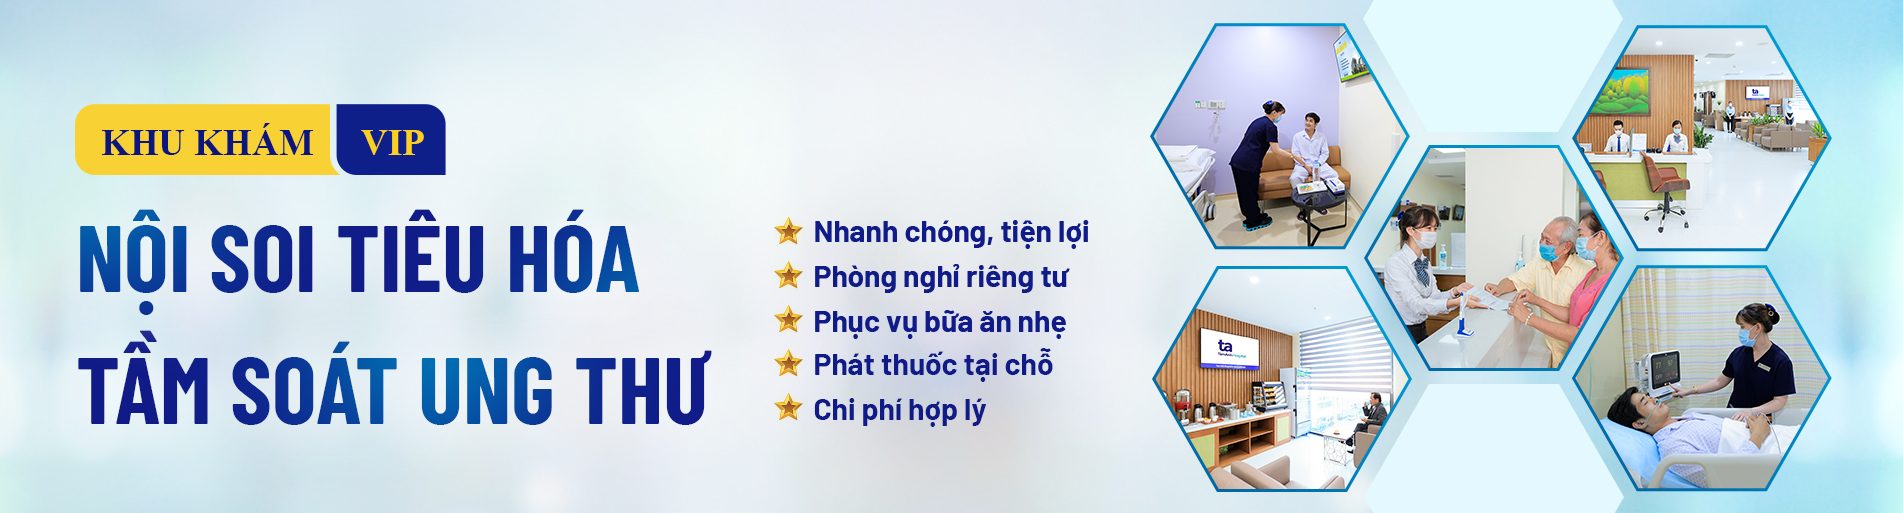 KHU KHÁM VIP
NỘI SOI TIÊU HÓA
TẦM SOÁT UNG THƯ
Nhanh chóng, tiện lợi
Phòng nghỉ riêng tư
Phục vụ bữa ăn nhẹ
Phát thuốc tại chỗ
Chi phí hợp lý
ta
ta